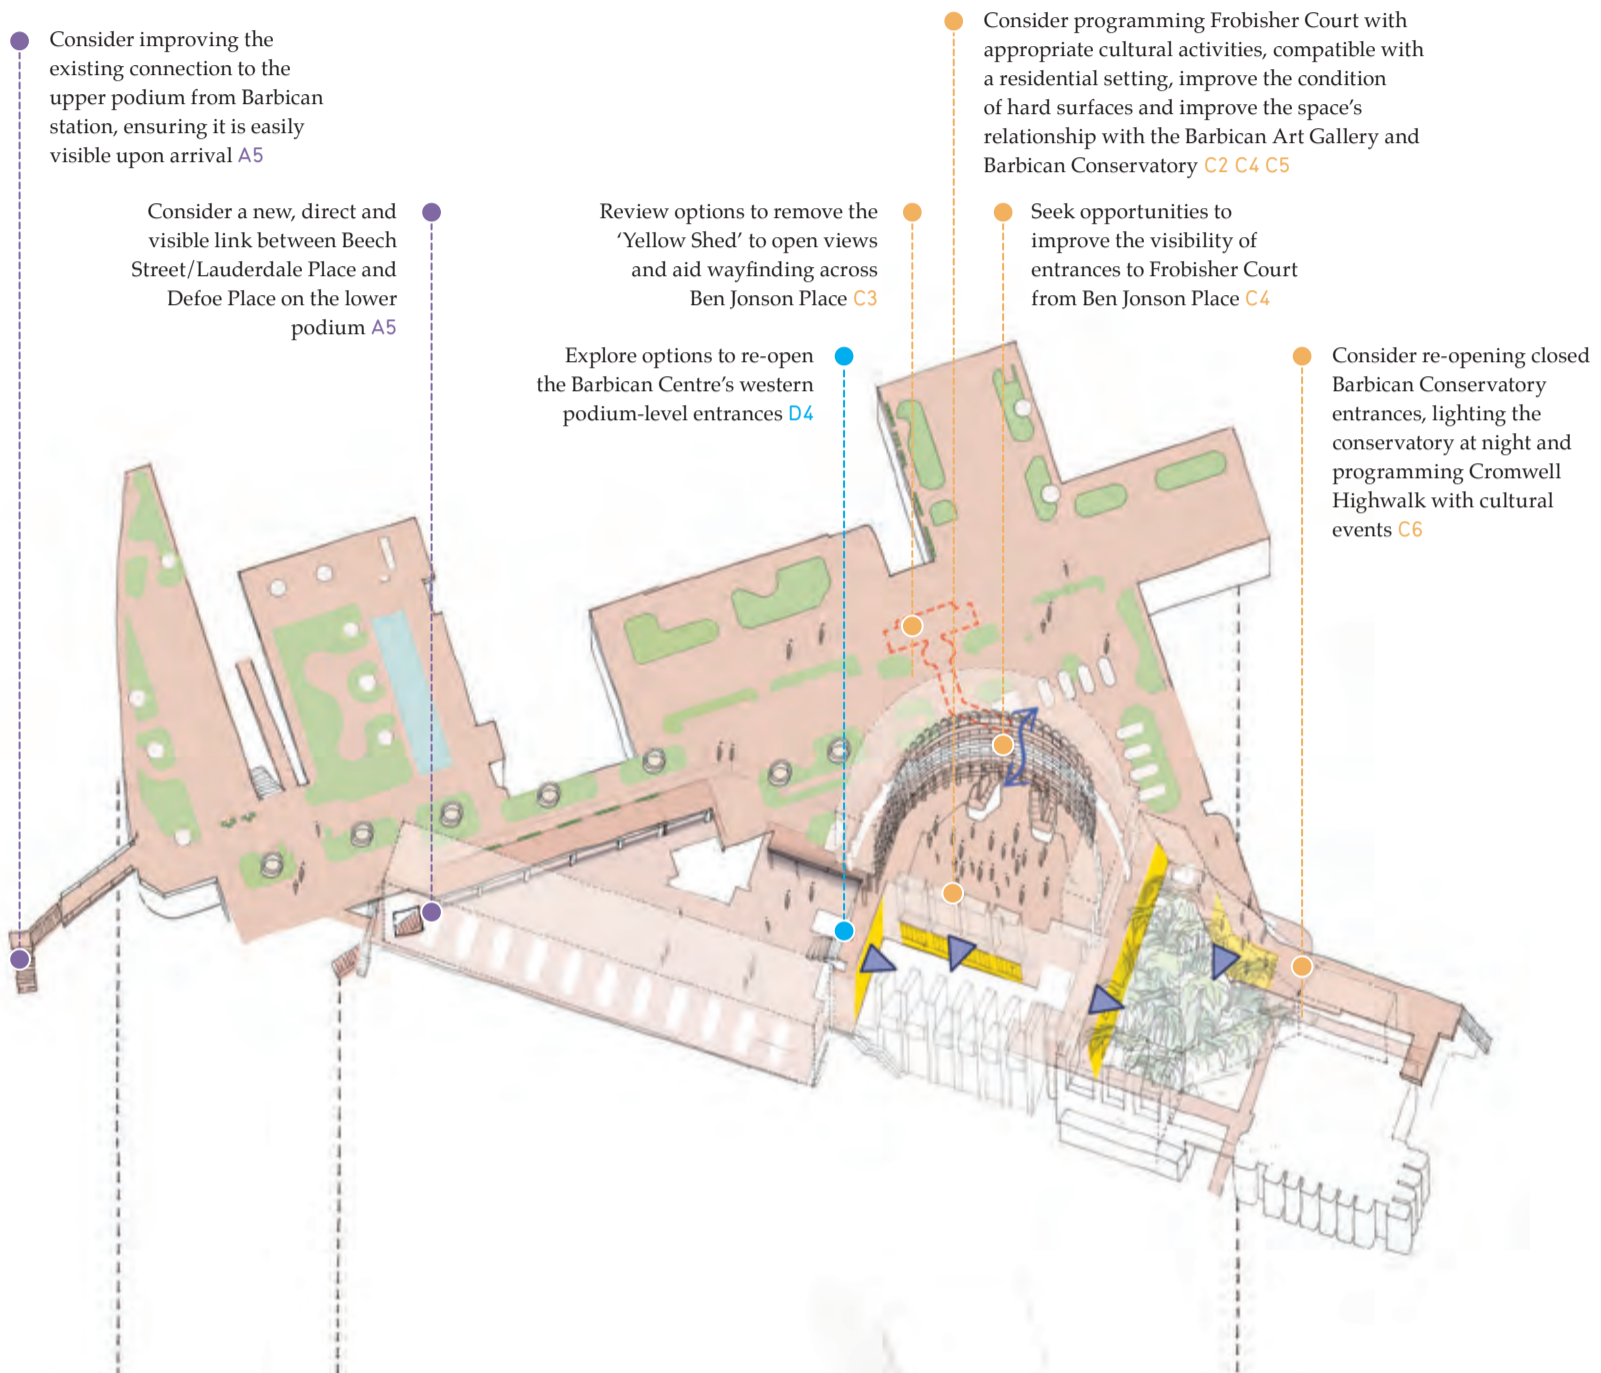 Consider improving the
existing connection to the
upper podium from Barbican
station, ensuring it is easily
visible upon arrival A5
Consider a new, direct and
visible link between Beech
Street/Lauderdale Place and
Defoe Place on the lower
podium A5
Consider programming Frobisher Court with
appropriate cultural activities, compatible with
a residential setting, improve the condition
of hard surfaces and improve the space’s
relationship with the Barbican Art Gallery and
Barbican Conservatory C2 C4 C5
Review options to remove the
‘Yellow Shed’ to open views
and aid wayfinding across
Ben Jonson Place C3
Seek opportunities to
improve the visibility of
entrances to Frobisher Court
from Ben Jonson Place C4
Explore options to re-open
the Barbican Centre’s western
podium-level entrances D4
Consider re-opening closed
Barbican Conservatory
entrances, lighting the
conservatory at night and
programming Cromwell
Highwalk with cultural
events C6